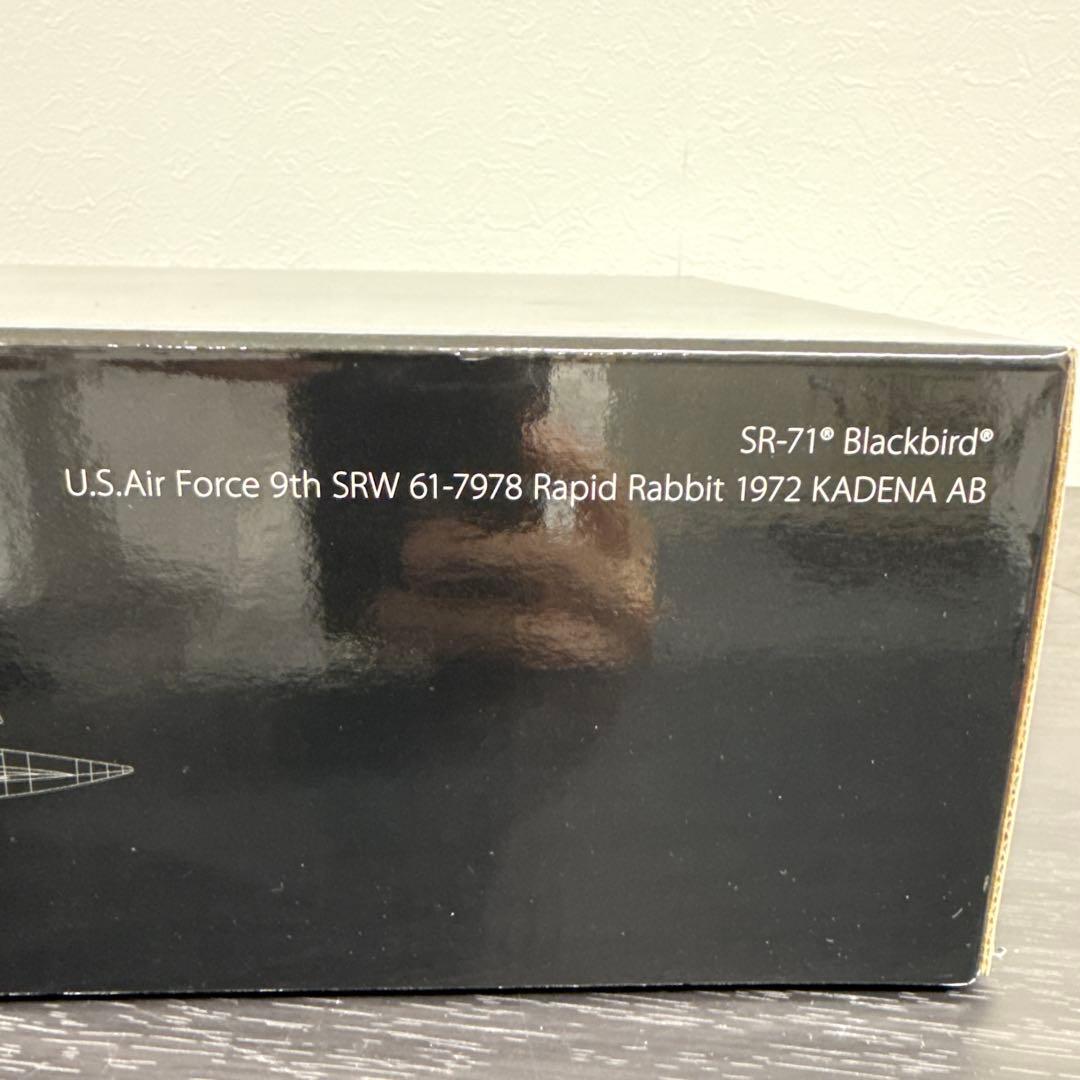 SR-71® Blackbird®
U.S.Air Force 9th SRW 61-7978 Rapid Rabbit 1972 KADENA AB